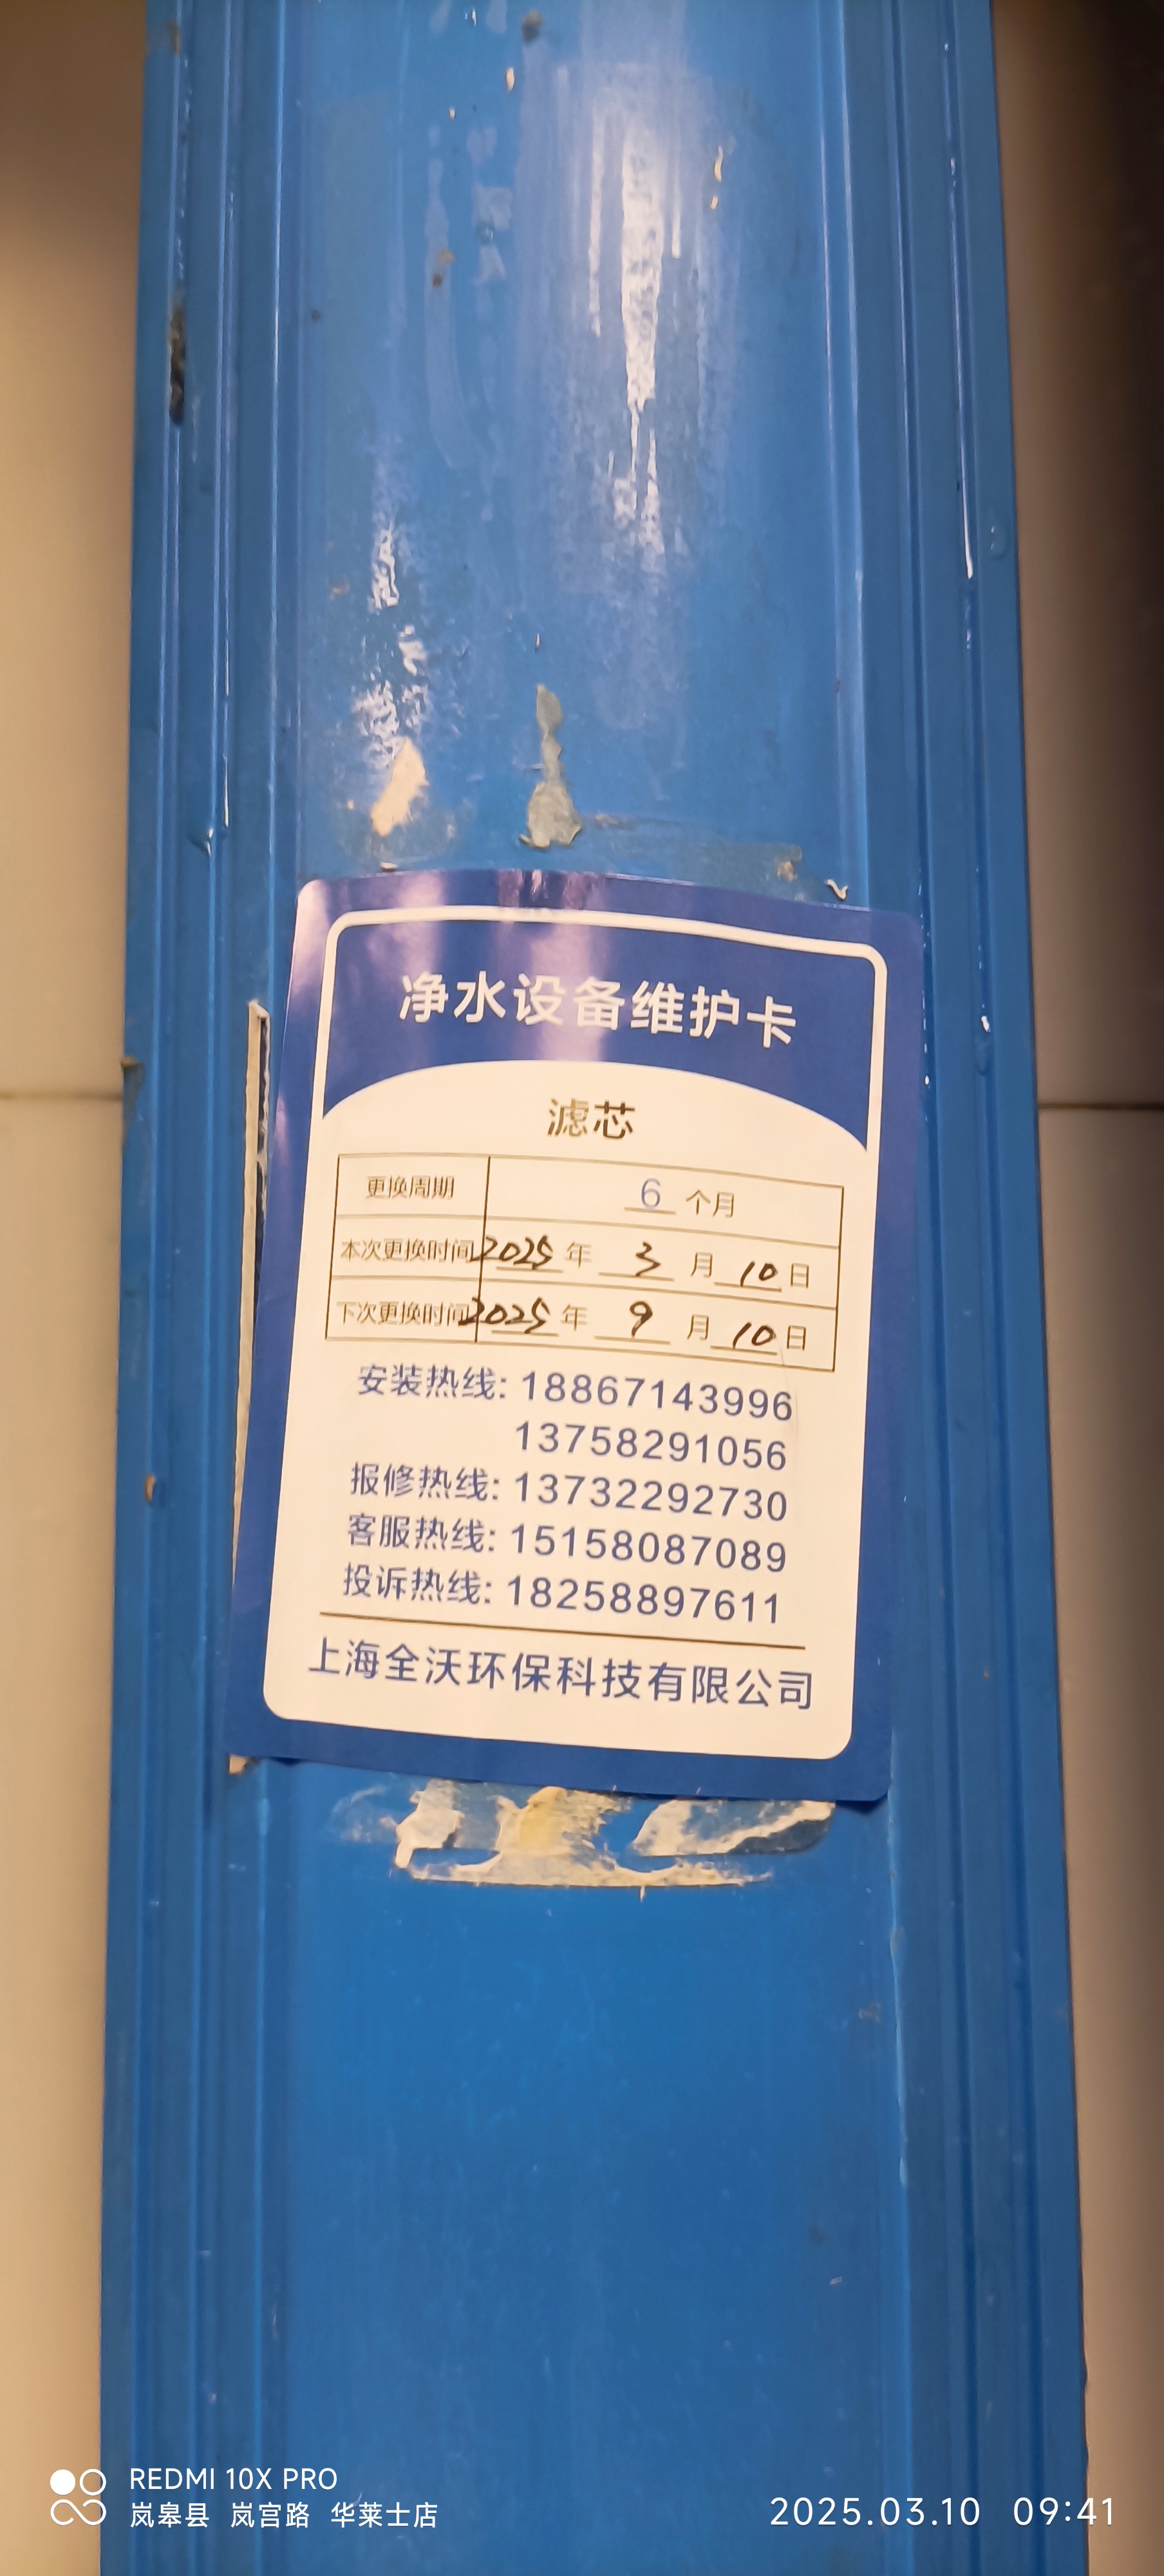 净水设备维护卡
滤芯
更换周期 6 个月
本次更换时间 2025 年 3 月 10 日
下次更换时间 2025 年 9 月 10 日
安装热线: 18867143996
13758291056
报修热线: 13732292730
客服热线: 15158087089
投诉热线: 18258897611
上海全沃环保科技有限公司
REDMI 10X PRO
岚皋县 岚宫路 华莱士店
2025.03.10 09:41